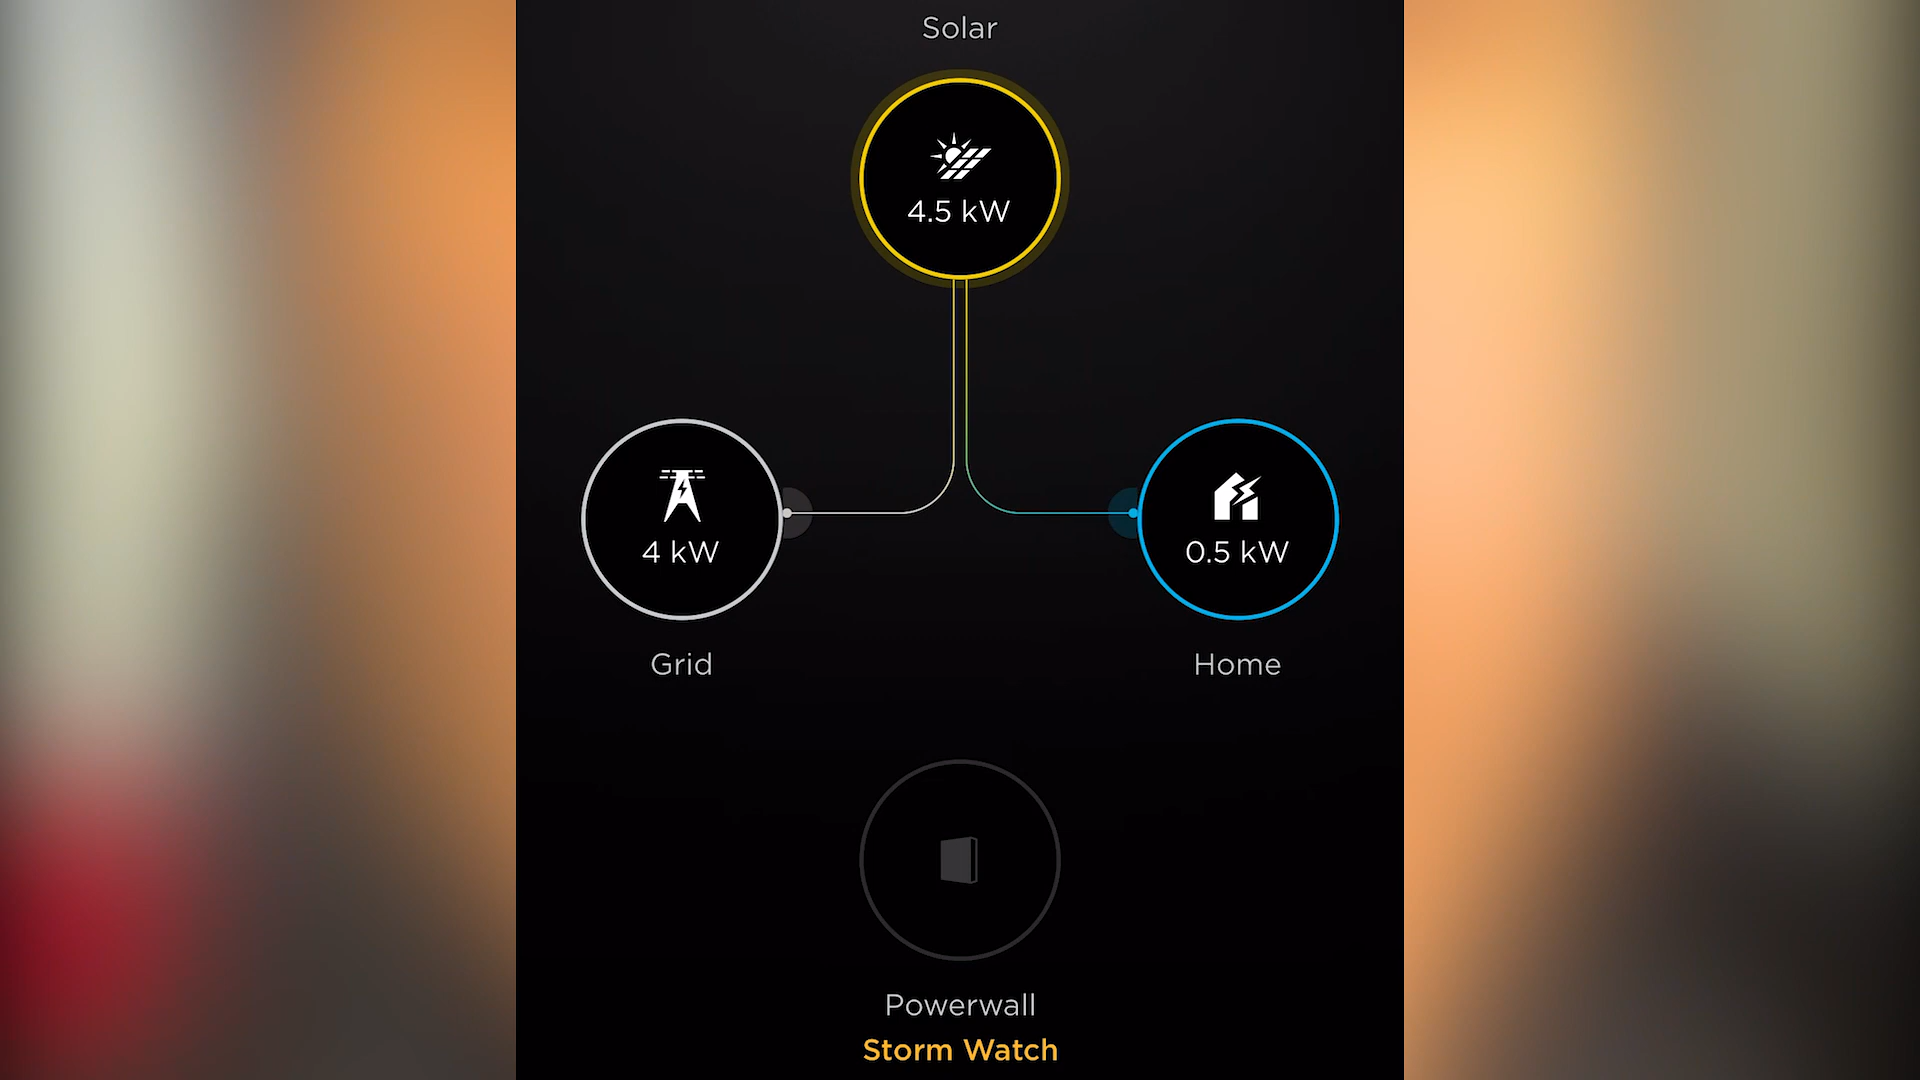 Solar
4.5 kW
4 kW
0.5 kW
Grid
Home
Powerwall
Storm Watch